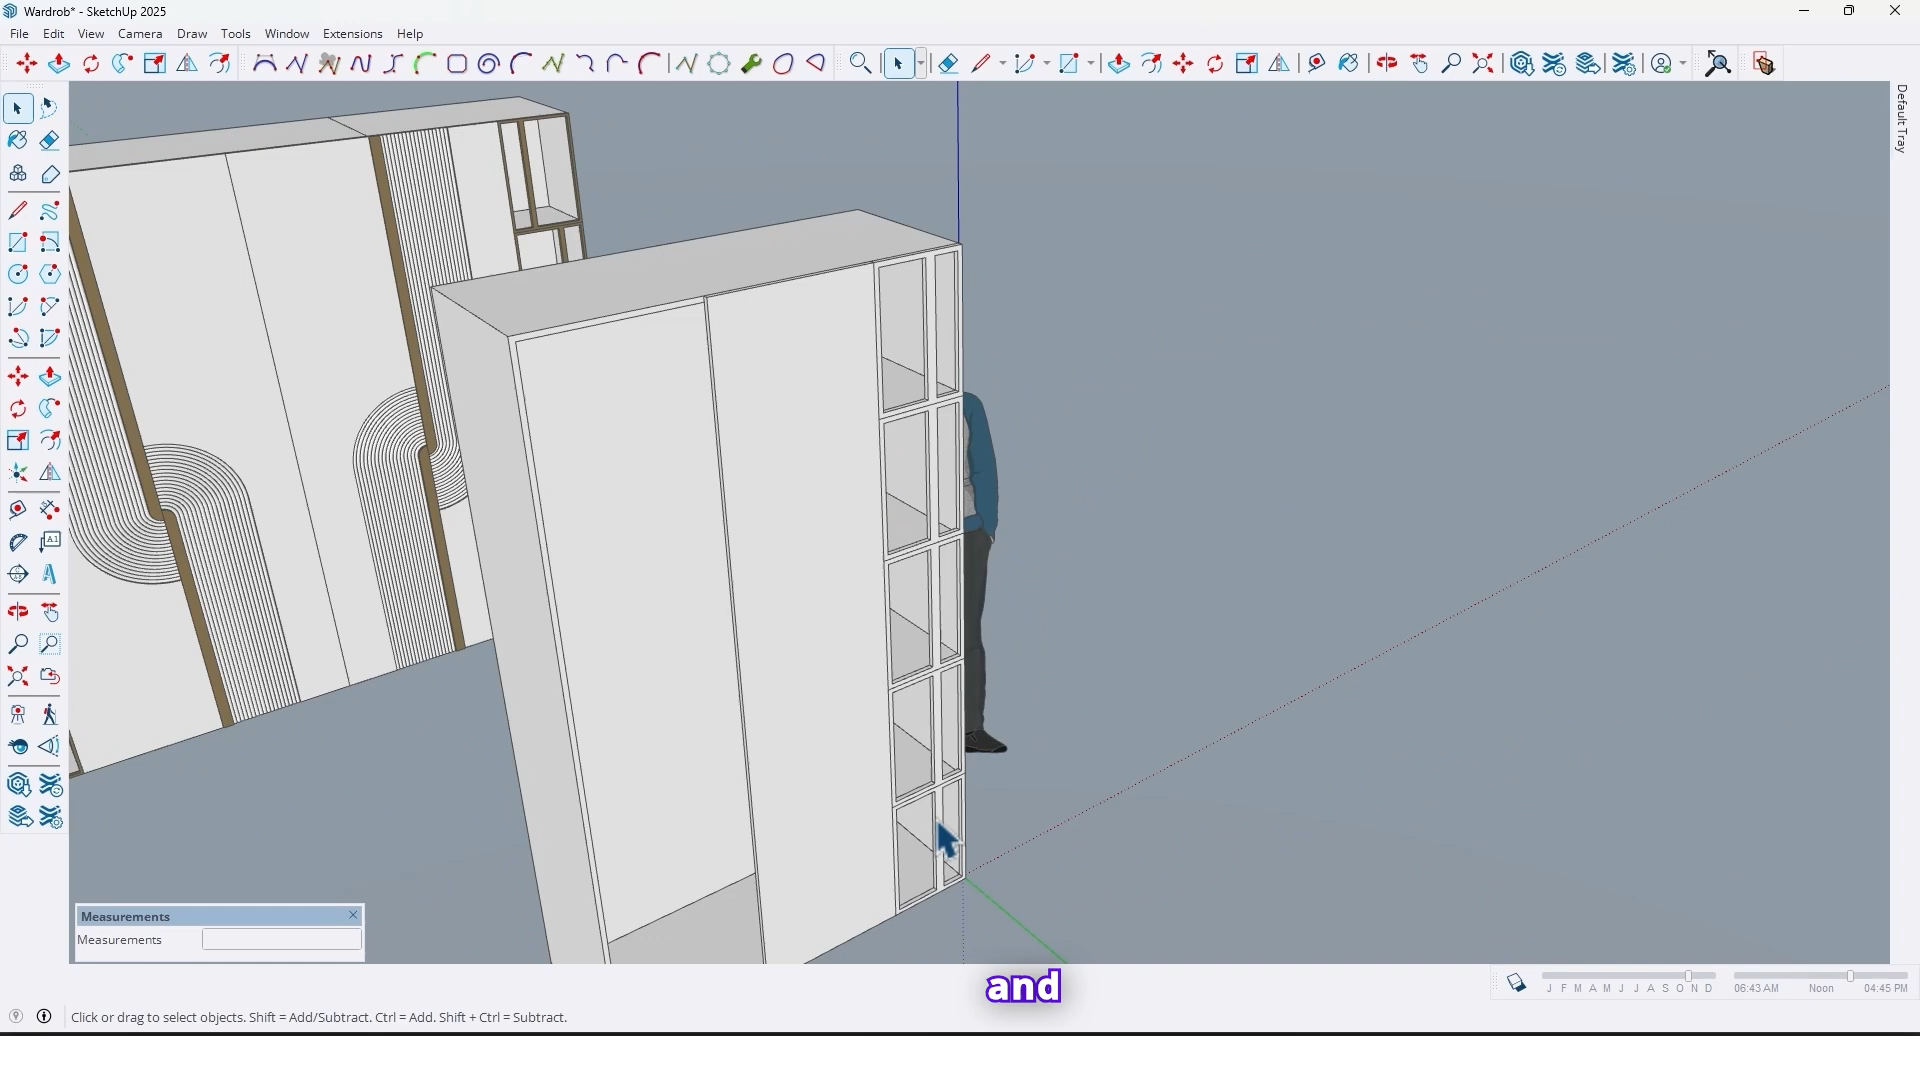 Wardrob* - SketchUp 2025
File Edit View Camera Draw Tools Window Extensions Help
Default Tray
A1
Measurements
Measurements
and
J F M A M J J A S O N D
06:43 AM Noon 04:45 PM
Click or drag to select objects. Shift = Add/Subtract. Ctrl = Add. Shift + Ctrl = Subtract.